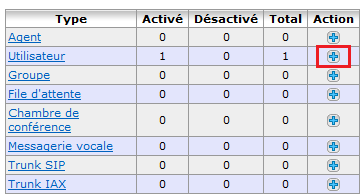 Type Activé Désactivé Total Action
Agent 0 0 0
Utilisateur 1 0 1
Groupe 0 0 0
File d'attente 0 0 0
Chambre de
conférence 0 0 0
Messagerie vocale 0 0 0
Trunk SIP 0 0 0
Trunk IAX 0 0 0